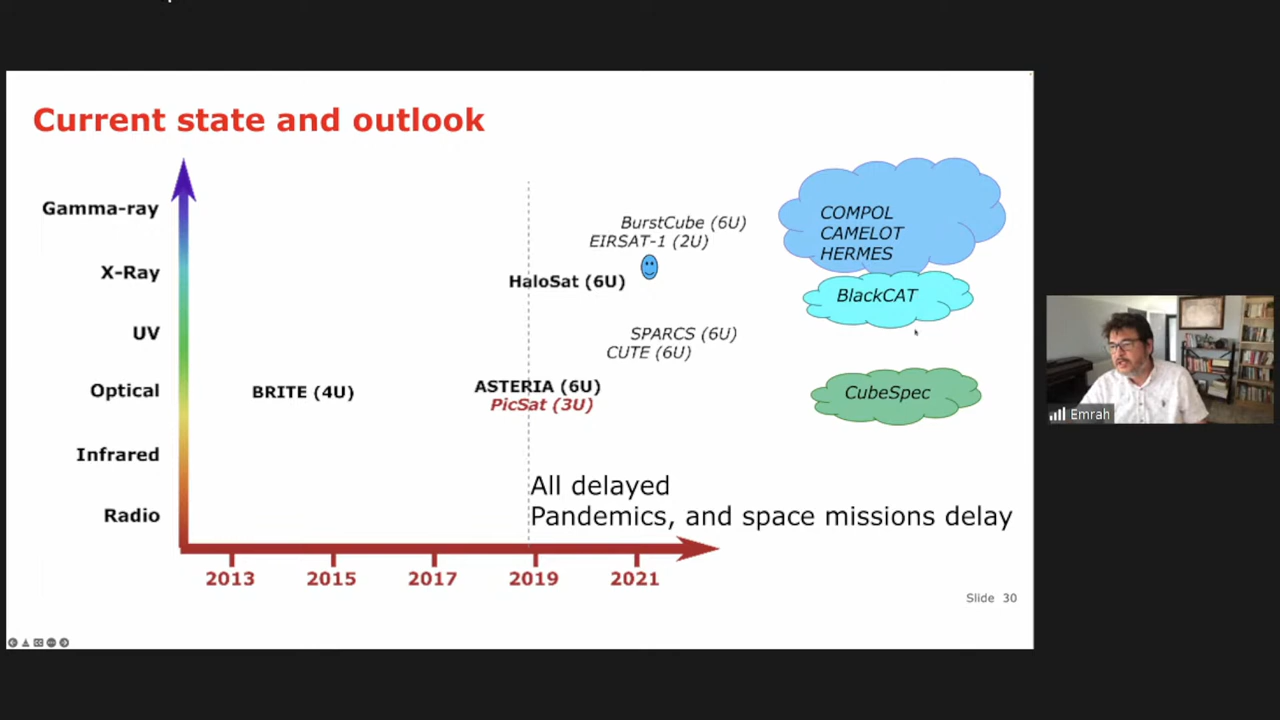 Current state and outlook
Gamma-ray
X-Ray
UV
Optical
Infrared
Radio
BurstCube (6U)
EIRSAT-1 (2U)
HaloSat (6U)
SPARCS (6U)
CUTE (6U)
BRITE (4U)
ASTERIA (6U)
PicSat (3U)
COMPOL
CAMELOT
HERMES
BlackCAT
CubeSpec
All delayed
Pandemics, and space missions delay
2013 2015 2017 2019 2021
Slide 30
Emrah